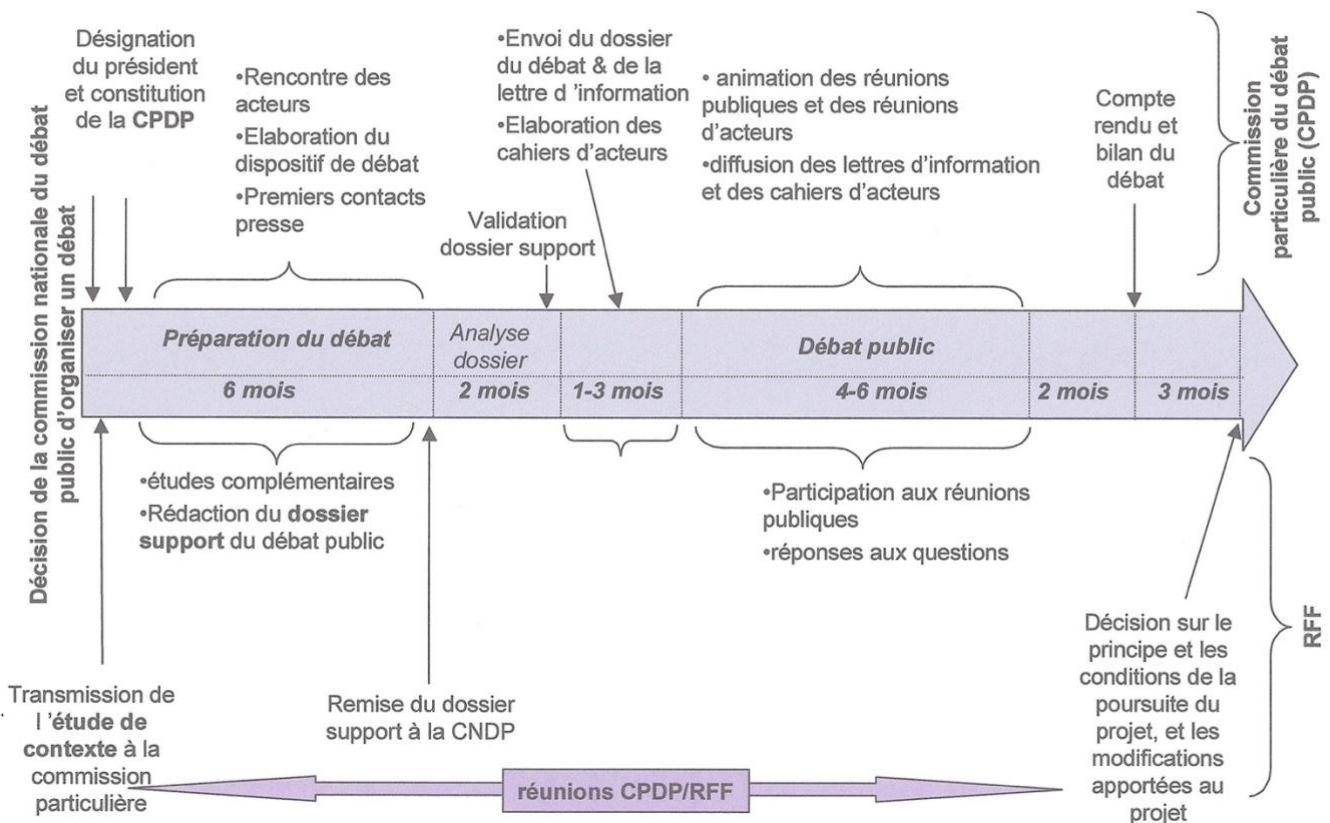 Décision de la commission nationale du débat
public d'organiser un débat
Désignation
du président
et constitution
de la CPDP
•Rencontre des
acteurs
•Elaboration du
dispositif de débat
•Premiers contacts
presse
•Envoi du dossier
du débat & de la
lettre d 'information
•Elaboration des
cahiers d'acteurs
Validation
dossier support
• animation des réunions
publiques et des réunions
d'acteurs
•diffusion des lettres d'information
et des cahiers d'acteurs
Compte
rendu et
bilan du
débat
Commission
particulière du débat
public (CPDP)
Préparation du débat
Analyse
dossier
Débat public
6 mois
2 mois
1-3 mois
4-6 mois
2 mois
3 mois
•études complémentaires
•Rédaction du dossier
support du débat public
•Participation aux réunions
publiques
•réponses aux questions
RFF
Transmission de
l 'étude de
contexte à la
commission
particulière
Remise du dossier
support à la CNDP
Décision sur le
principe et les
conditions de la
poursuite du
projet, et les
modifications
apportées au
projet
réunions CPDP/RFF